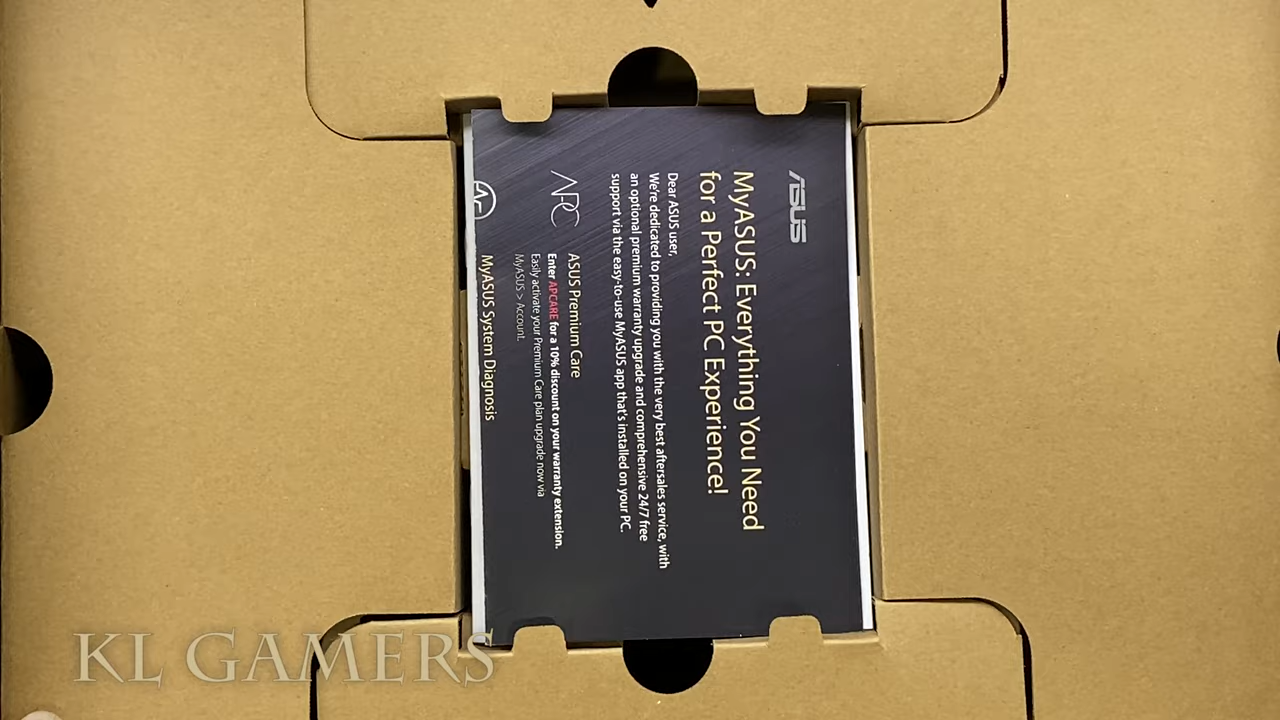 ASUS
MyASUS: Everything You Need
for a Perfect PC Experience!
Dear ASUS user,
We're dedicated to providing you with the very best aftersales service, with
an optional premium warranty upgrade and comprehensive 24/7 free
support via the easy-to-use MyASUS app that's installed on your PC.
APC
ASUS Premium Care
Enter APCARE for a 10% discount on your warranty extension.
Easily activate your Premium Care plan upgrade now via
MyASUS > Account.
MyASUS System Diagnosis
KL GAMERS